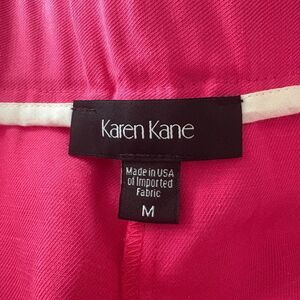 Karen Kane
Made in USA
of Imported
Fabric
M